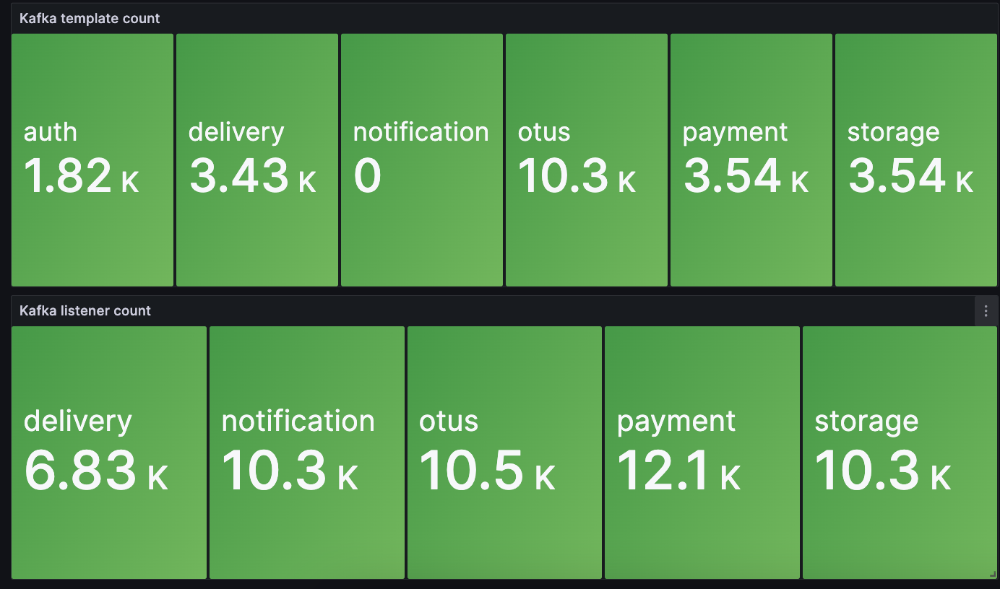 Kafka template count
auth
1.82 K
delivery
3.43 K
notification
0
otus
10.3 K
payment
3.54 K
storage
3.54 K
Kafka listener count
delivery
6.83 K
notification
10.3 K
otus
10.5 K
payment
12.1 K
storage
10.3 K